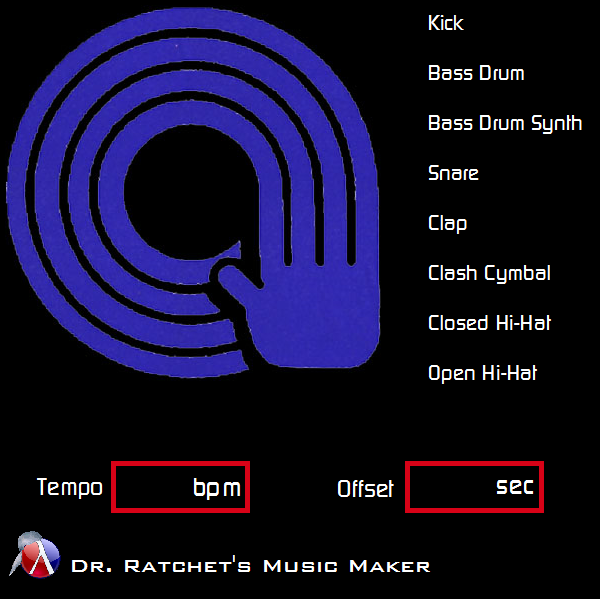 Kick
Bass Drum
Bass Drum Synth
Snare
Clap
Clash Cymbal
Closed Hi-Hat
Open Hi-Hat
Tempo bpm Offset sec
Dr. Ratchet's Music Maker